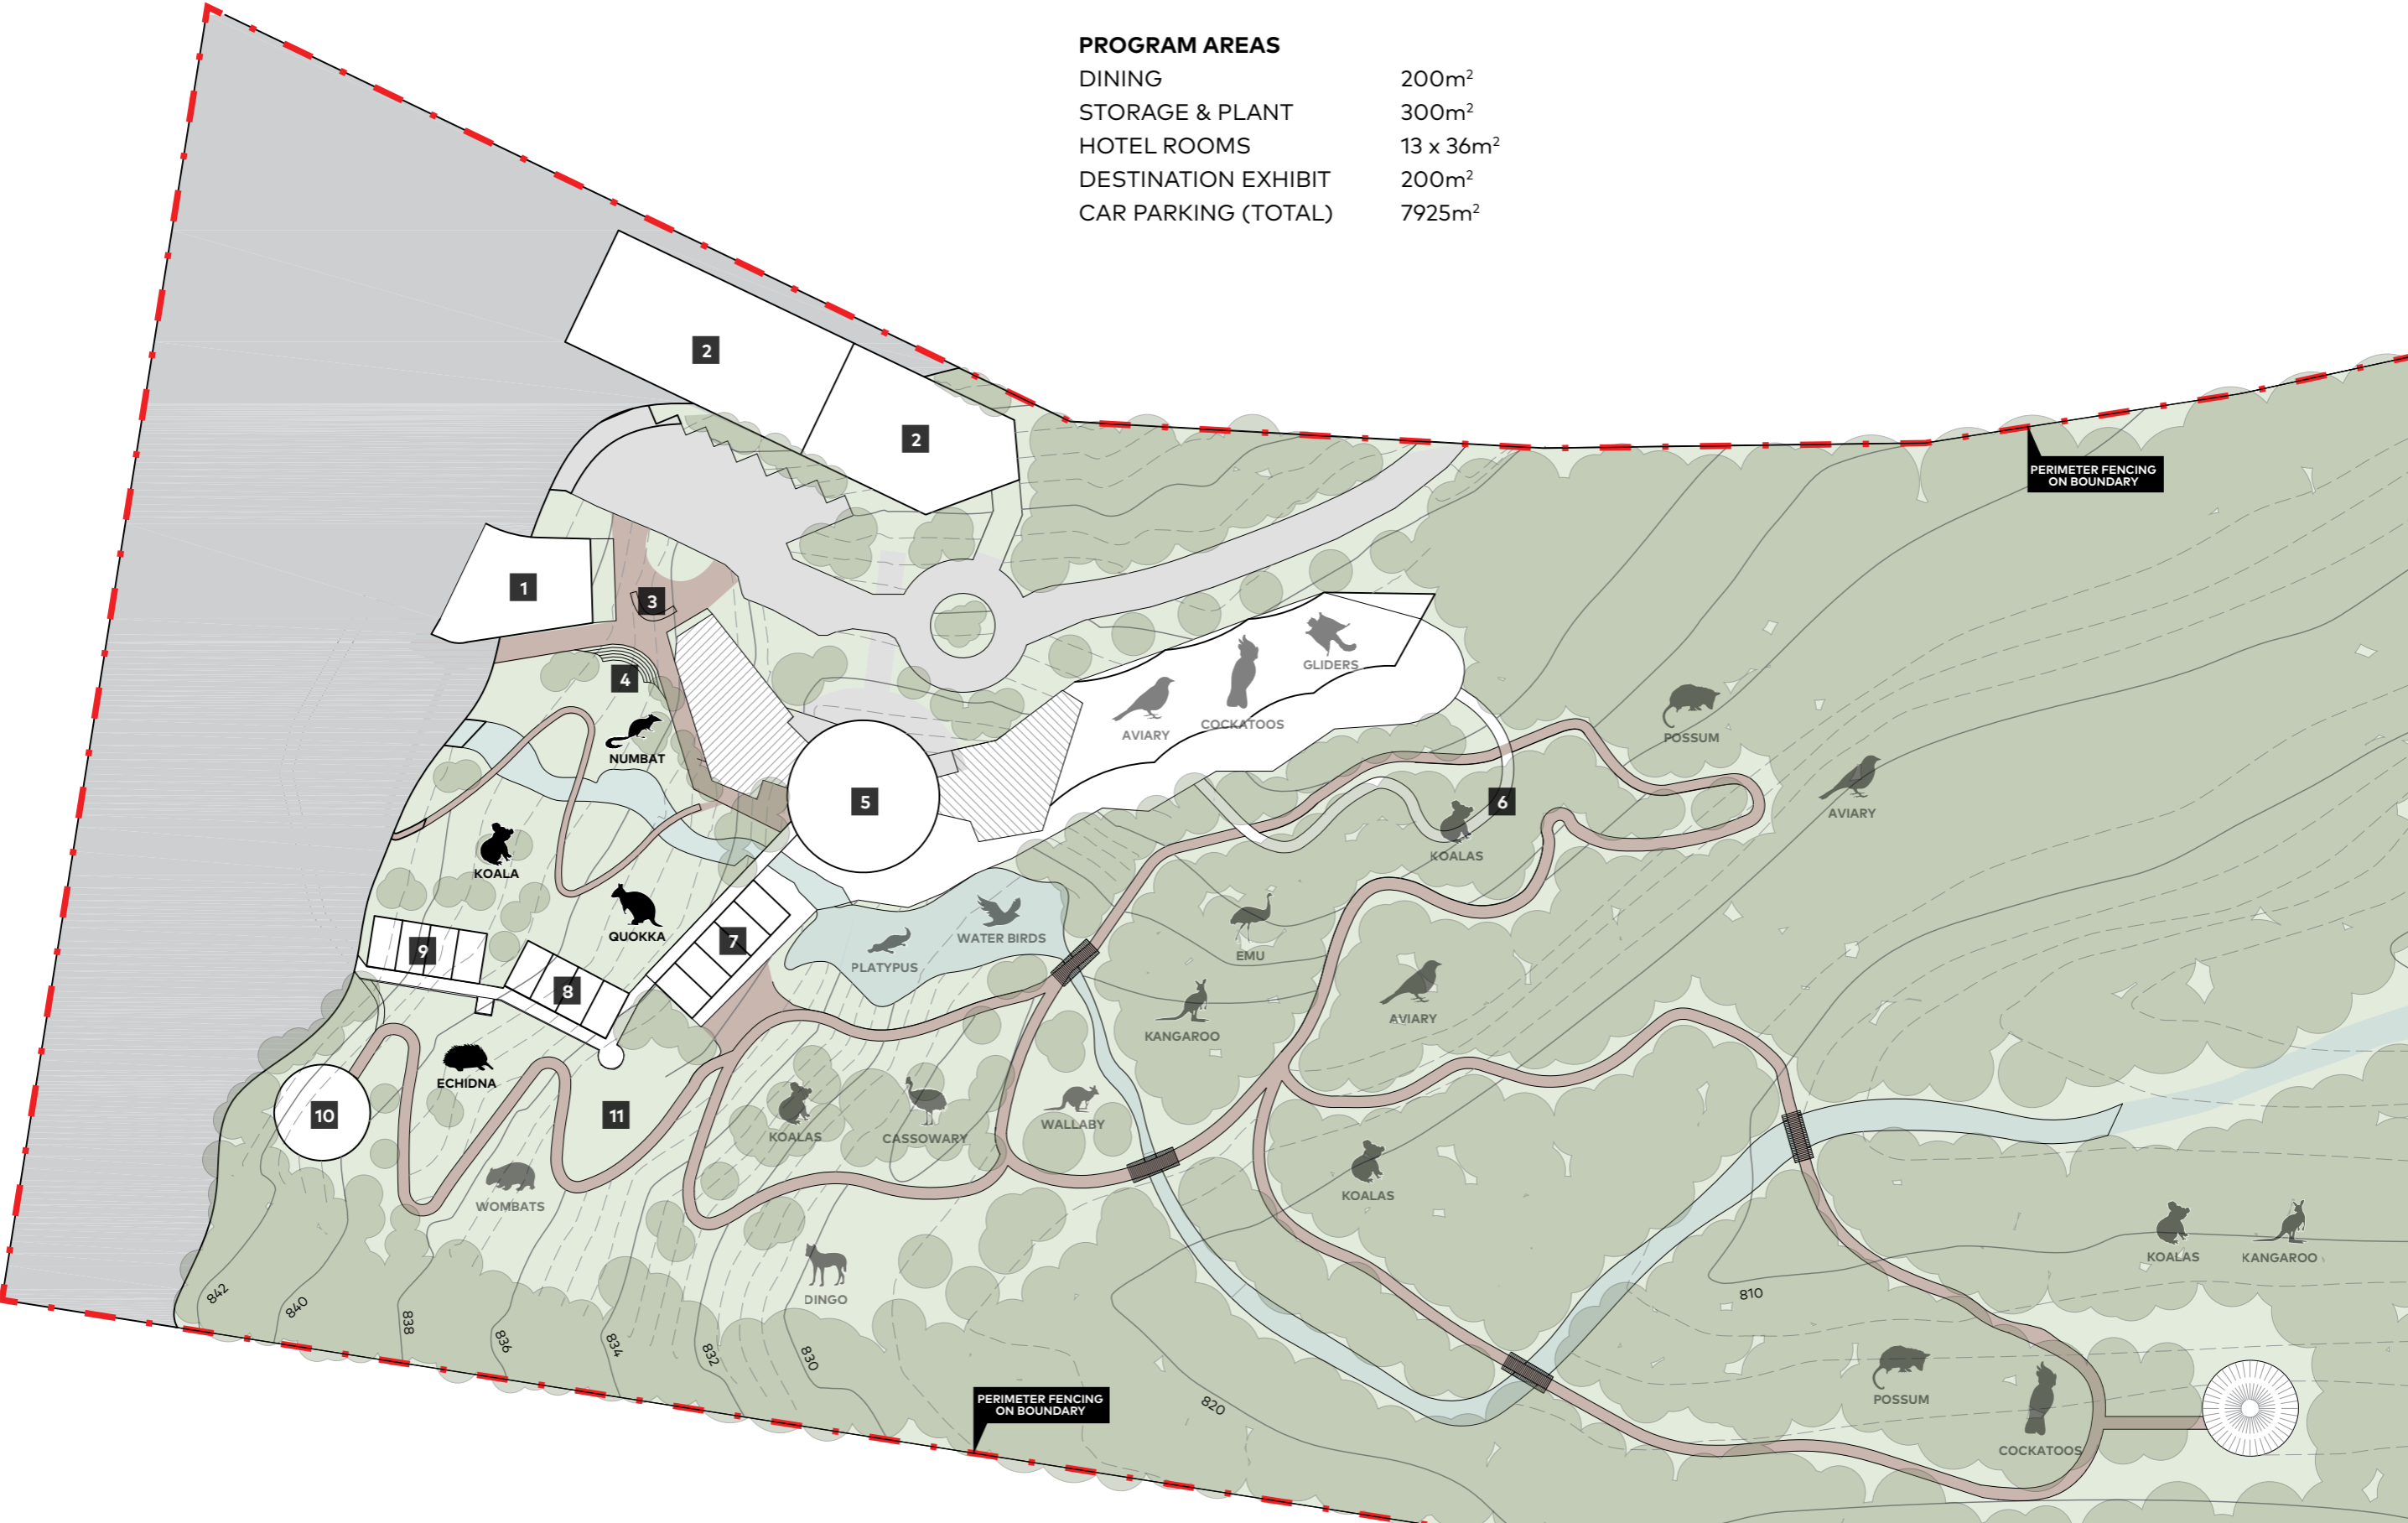 PROGRAM AREAS
DINING 200m²
STORAGE & PLANT 300m²
HOTEL ROOMS 13 x 36m²
DESTINATION EXHIBIT 200m²
CAR PARKING (TOTAL) 7925m²
2
2
PERIMETER FENCING
ON BOUNDARY
1
3
4
GLIDERS
COCKATOOS
AVIARY
POSSUM
NUMBAT
5
6
AVIARY
KOALAS
KOALA
QUOKKA
7
9
8
WATER BIRDS
PLATYPUS
EMU
KANGAROO
AVIARY
ECHIDNA
10
11
KOALAS
CASSOWARY
WALLABY
WOMBATS
KOALAS
DINGO
KOALAS
KANGAROO
842
840
838
836
834
832
830
820
810
PERIMETER FENCING
ON BOUNDARY
POSSUM
COCKATOOS